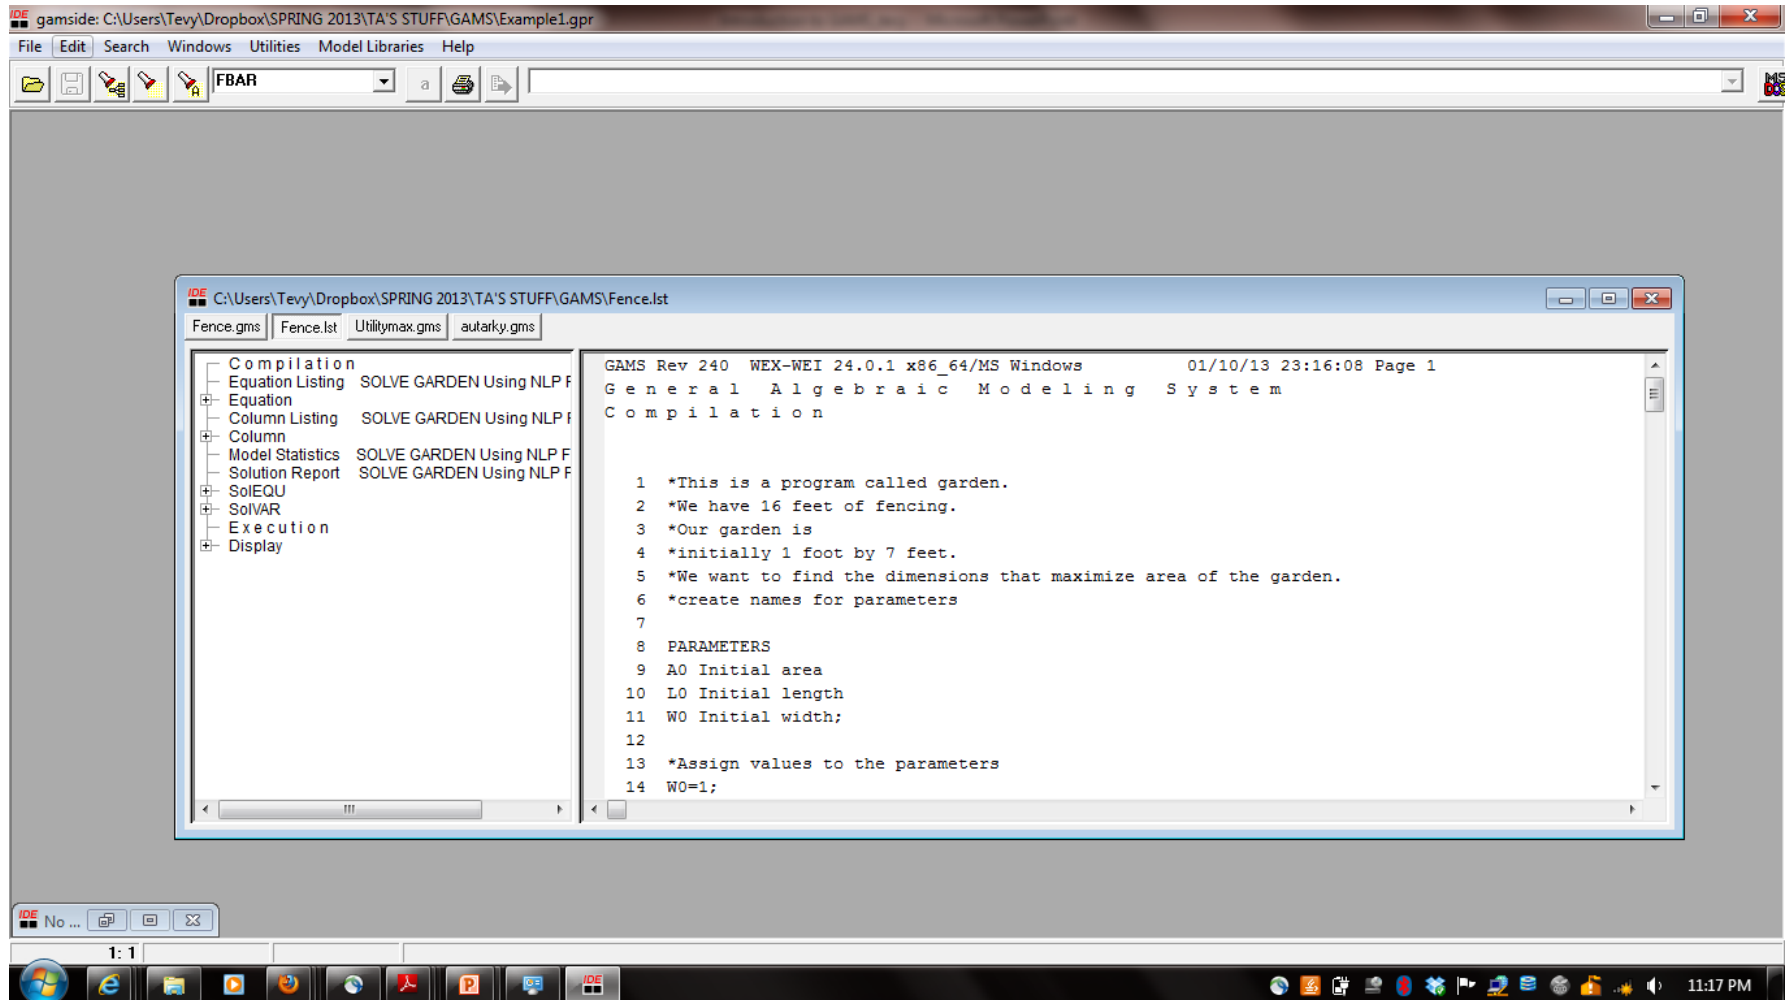 IDE gamside: C:\Users\Tevy\Dropbox\SPRING 2013\TA'S STUFF\GAMS\Example1.gpr
File Edit Search Windows Utilities Model Libraries Help
A FBAR a MS DOS
IDE C:\Users\Tevy\Dropbox\SPRING 2013\TA'S STUFF\GAMS\Fence.lst
Fence.gms Fence.lst Utilitymax.gms autarky.gms
C o m p i l a t i o n
Equation Listing SOLVE GARDEN Using NLP F
Equation
Column Listing SOLVE GARDEN Using NLP F
Column
Model Statistics SOLVE GARDEN Using NLP F
Solution Report SOLVE GARDEN Using NLP F
SolEQU
SolVAR
E x e c u t i o n
Display
GAMS Rev 240 WEX-WEI 24.0.1 x86_64/MS Windows 01/10/13 23:16:08 Page 1
G e n e r a l A l g e b r a i c M o d e l i n g S y s t e m
C o m p i l a t i o n
1 *This is a program called garden.
2 *We have 16 feet of fencing.
3 *Our garden is
4 *initially 1 foot by 7 feet.
5 *We want to find the dimensions that maximize area of the garden.
6 *create names for parameters
7
8 PARAMETERS
9 A0 Initial area
10 L0 Initial length
11 W0 Initial width;
12
13 *Assign values to the parameters
14 W0=1;
IDE No ...
1: 1
IDE 11:17 PM